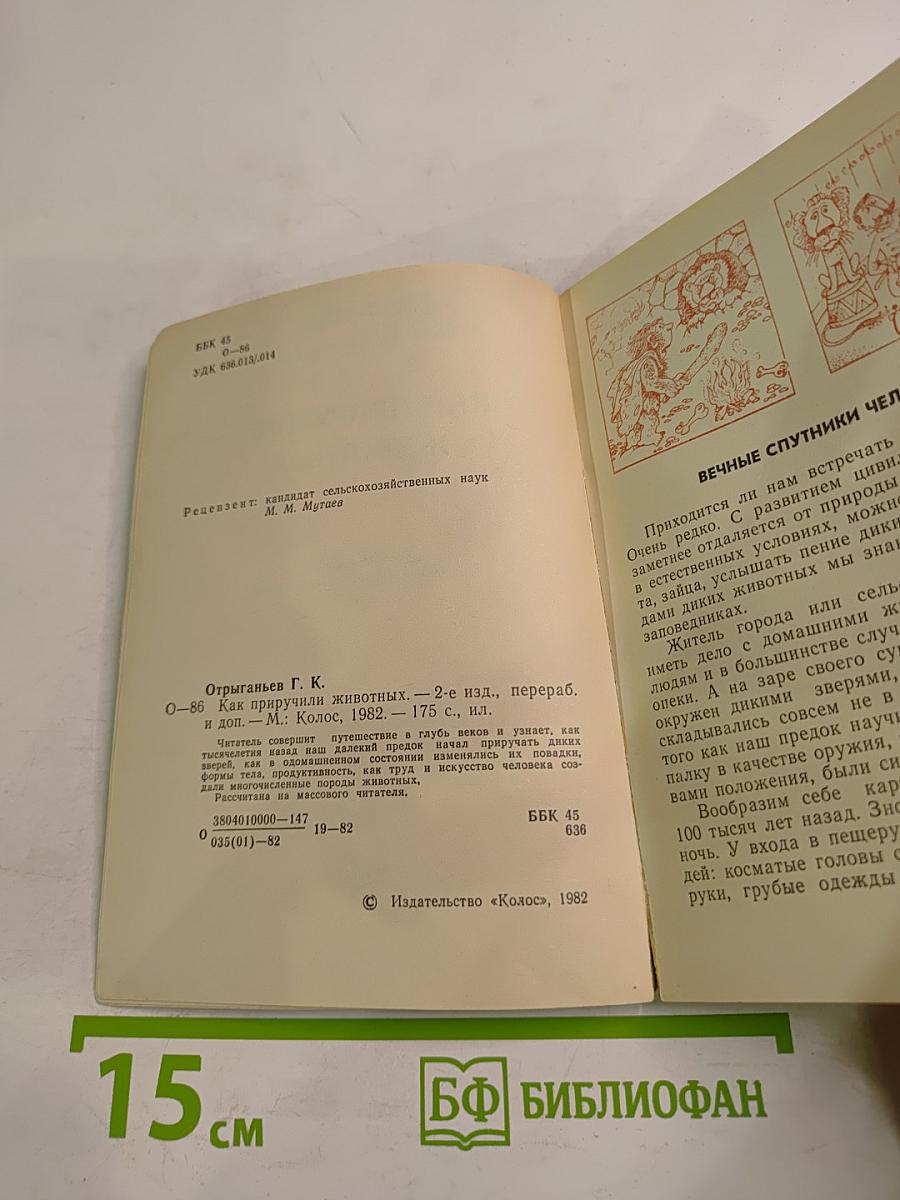 ББК 45
О—86
УДК 636.013/.014
Рецензент: кандидат сельскохозяйственных наук
М. М. Мутаев
Отрыганьев Г. К.
О—86 Как приручили животных. — 2-е изд., перераб.
и доп. — М.: Колос, 1982. — 175 с., ил.
Читатель совершит путешествие в глубь веков и узнает, как
тысячелетия назад наш далекий предок начал приручать диких
зверей, как в одомашненном состоянии изменялись их повадки,
формы тела, продуктивность, как труд и искусство человека соз-
дали многочисленные породы животных,
Рассчитана на массового читателя.
О 3804010000—147
035(01)—82 19—82
ББК 45
636
© Издательство «Колос», 1982
ВЕЧНЫЕ СПУТНИКИ ЧЕЛ
Приходится ли нам встречать
Очень редко. С развитием цивил
заметнее отдаляется от природы
в естественных условиях, можно
та, зайца, услышать пение дики
дами диких животных мы зна
заповедниках.
Житель города или сель
иметь дело с домашними ж
людям и в большинстве случ
опеки. А на заре своего су
окружен дикими зверями,
складывались совсем не в
того как наш предок научи
палку в качестве оружия,
вами положения, были си
Вообразим себе кар
100 тысяч лет назад. Зно
ночь. У входа в пещеру
дей: косматые головы с
руки, грубые одежды
15 см
БФ БИБЛИОФАН